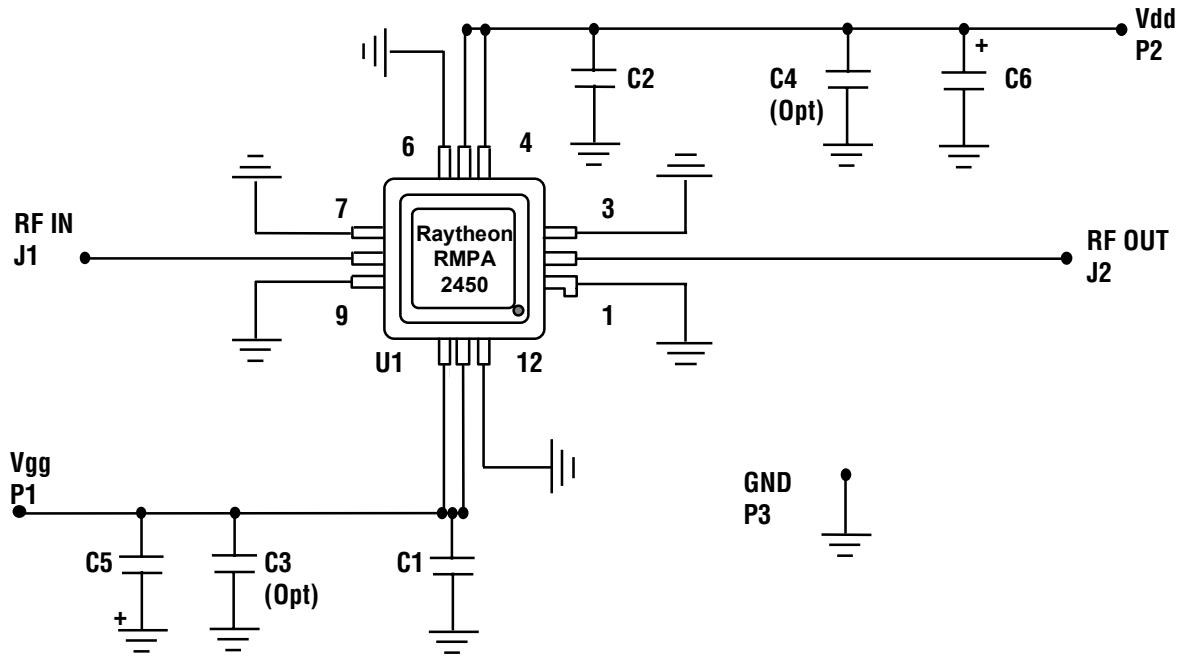 Vdd
P2
+
C2
C4
(Opt)
C6
6
4
7
3
RF IN
J1
Raytheon
RMPA
2450
RF OUT
J2
9
1
U1
12
Vgg
P1
GND
P3
C5
C3
(Opt)
C1
+